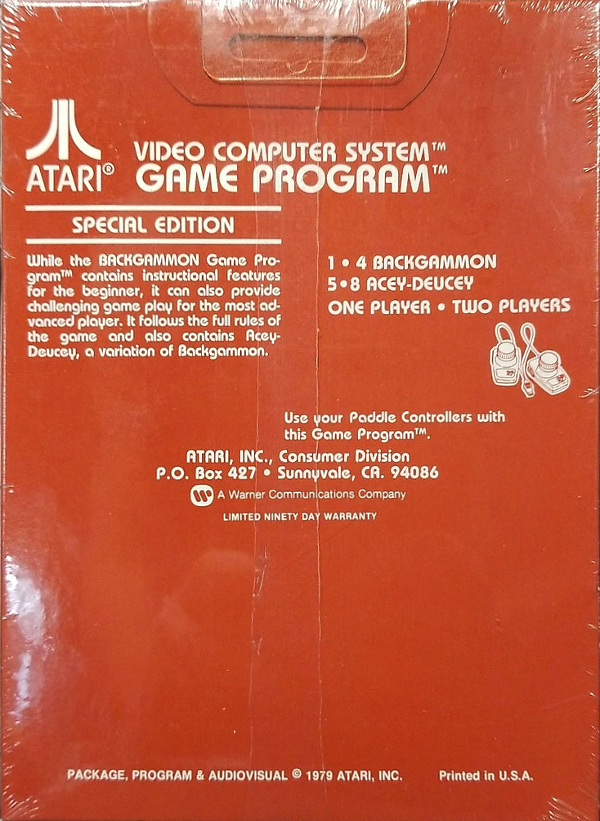 ATARI®
VIDEO COMPUTER SYSTEM™
GAME PROGRAM™
SPECIAL EDITION
While the BACKGAMMON Game Pro-
gram™ contains instructional features
for the beginner, it can also provide
challenging game play for the most ad-
vanced player. It follows the full rules of
the game and also contains Acey-
Deucey, a variation of Backgammon.
1 • 4 BACKGAMMON
5•8 ACEY-DEUCEY
ONE PLAYER • TWO PLAYERS
Use your Paddle Controllers with
this Game Program™.
ATARI, INC., Consumer Division
P.O. Box 427 • Sunnyvale, CA. 94086
A Warner Communications Company
LIMITED NINETY DAY WARRANTY
PACKAGE, PROGRAM & AUDIOVISUAL © 1979 ATARI, INC.
Printed in U.S.A.